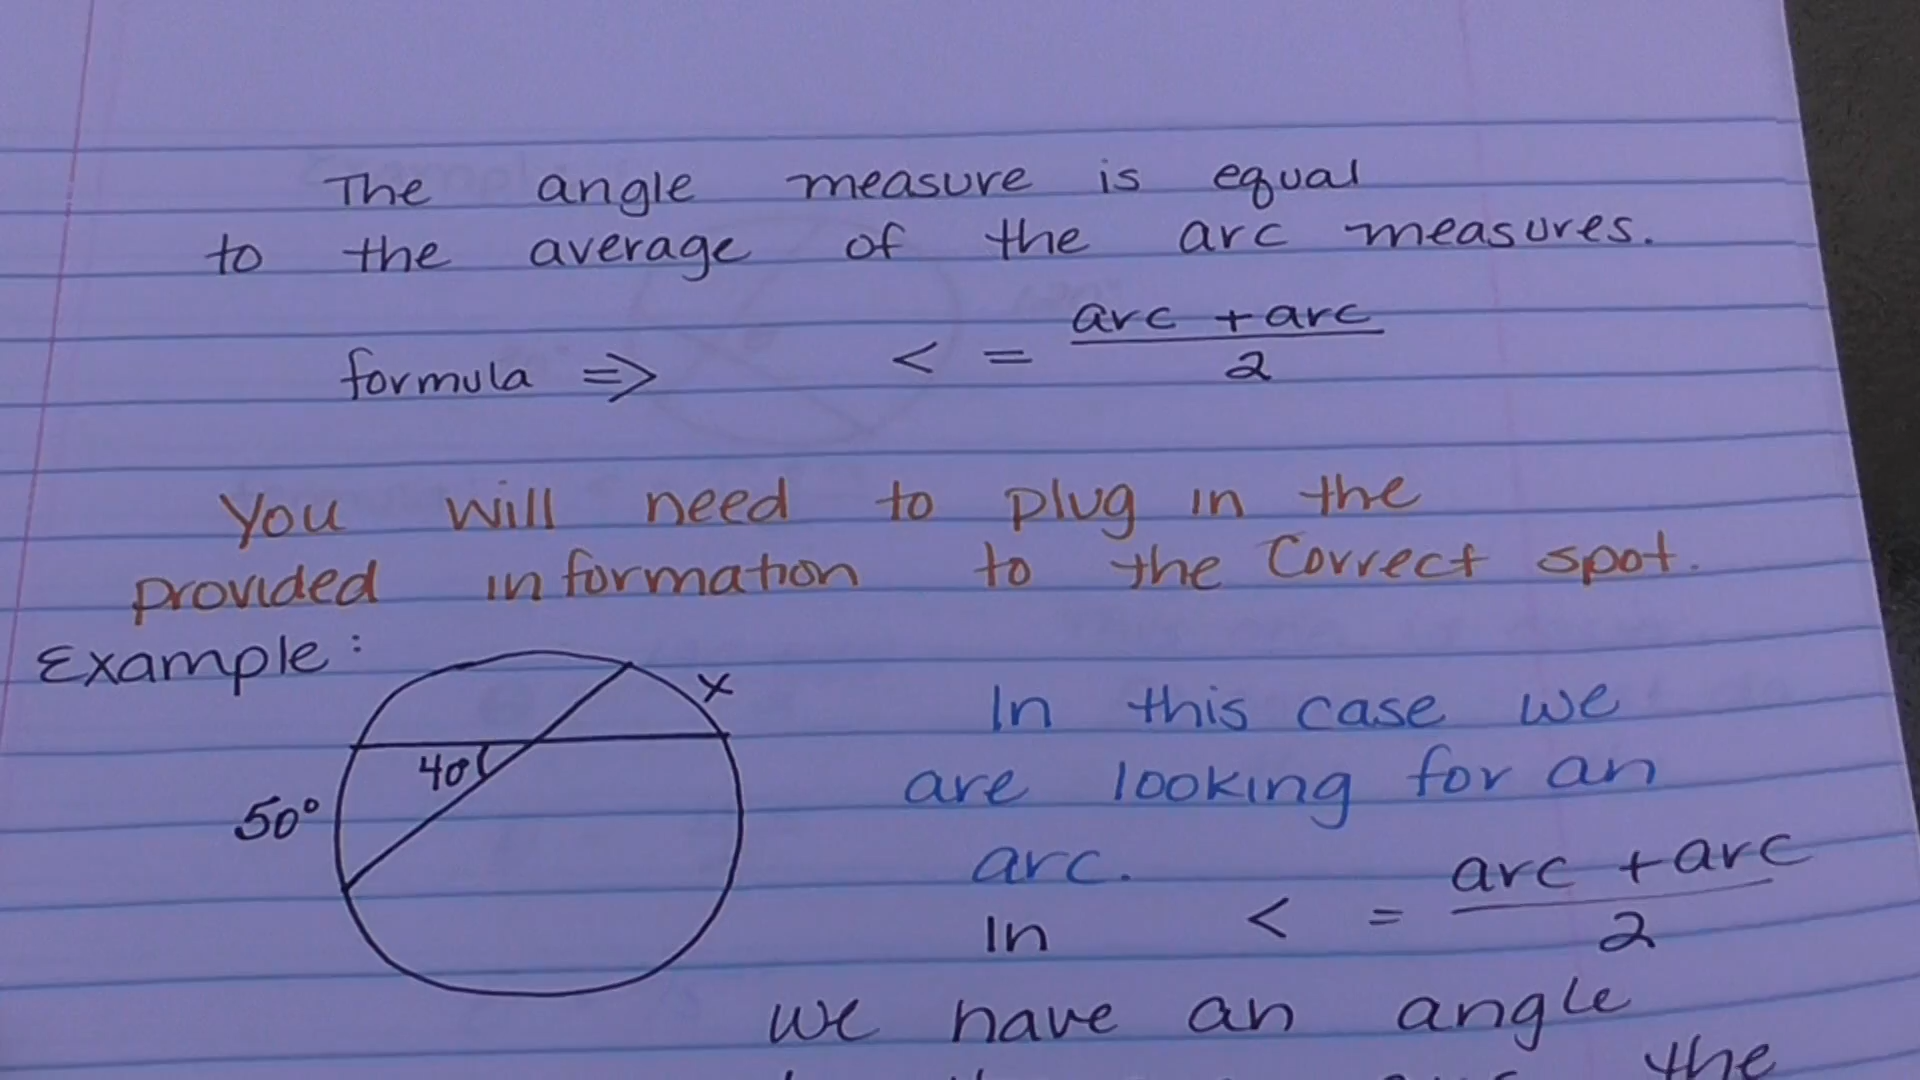 The angle measure is equal
to the average of the arc measures.
formula => < = arc + arc / 2
You will need to plug in the
provided information to the correct spot.
Example:
x
40
50°
In this case we
are looking for an
arc.
In < = arc + arc / 2
we have an angle
the